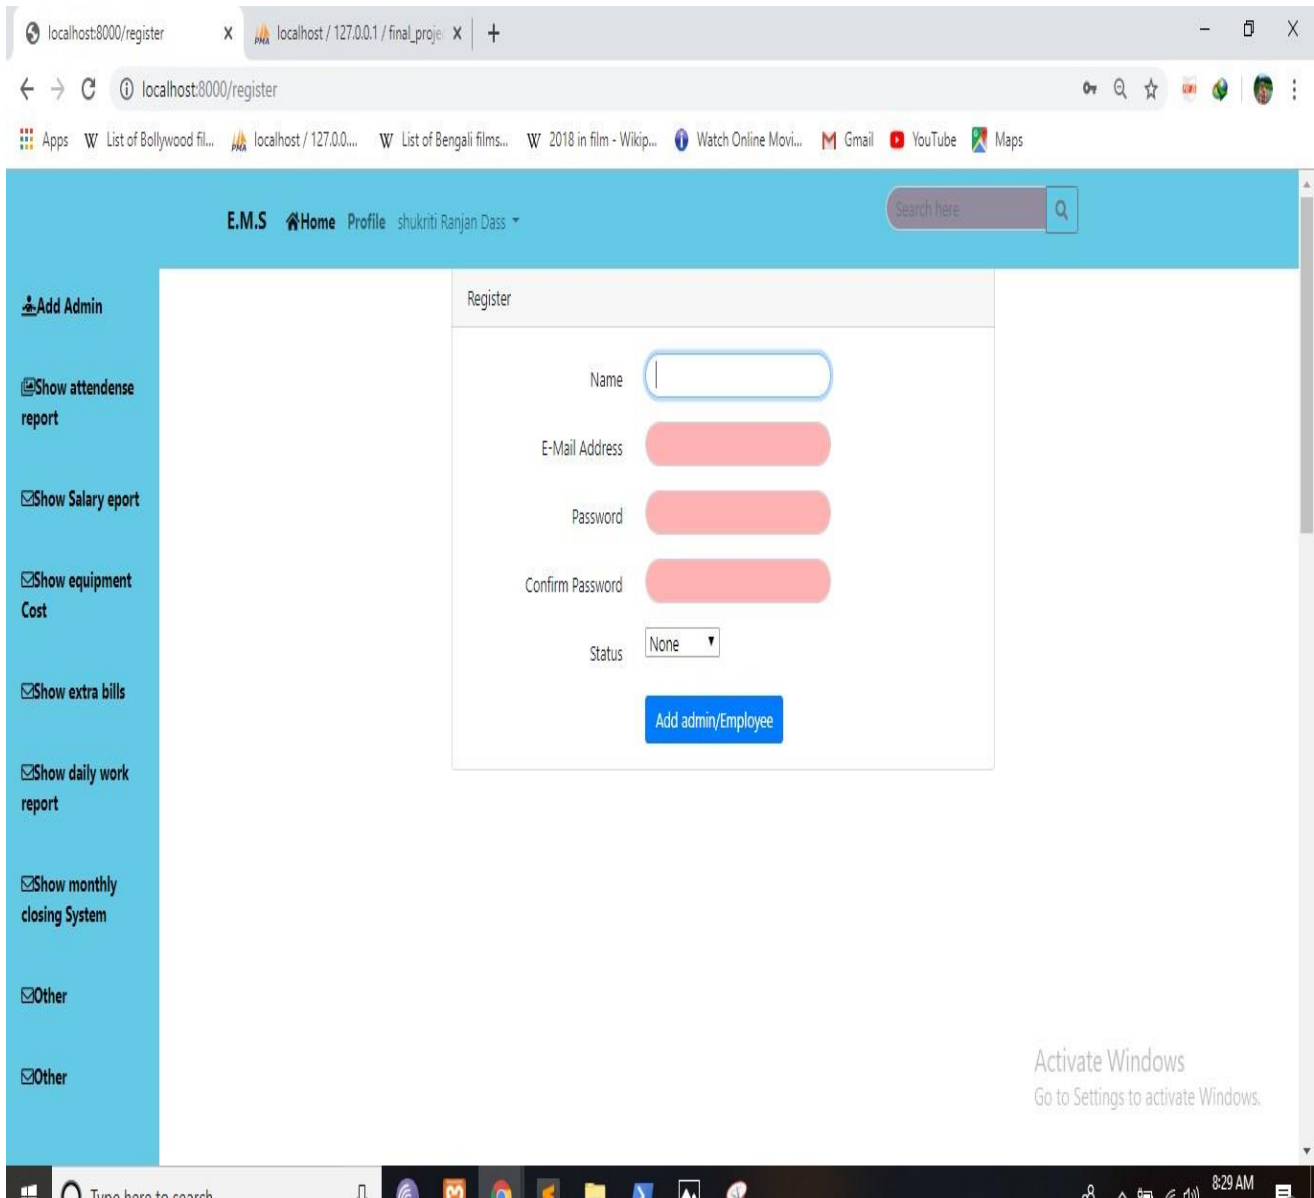 localhost:8000/register
localhost / 127.0.0.1 / final_proje
localhost:8000/register
Apps
List of Bollywood fil...
localhost / 127.0.0....
List of Bengali films...
2018 in film - Wikip...
Watch Online Movi...
Gmail
YouTube
Maps
E.M.S
Home
Profile
shukriti Ranjan Dass
Search here
Add Admin
Show attendense
report
Show Salary eport
Show equipment
Cost
Show extra bills
Show daily work
report
Show monthly
closing System
Other
Other
Register
Name
E-Mail Address
Password
Confirm Password
Status
None
Add admin/Employee
Activate Windows
Go to Settings to activate Windows.
Type here to search
8:29 AM